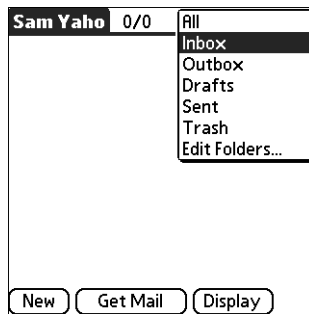 Sam Yaho 0/0 All
Inbox
Outbox
Drafts
Sent
Trash
Edit Folders...
New Get Mail Display